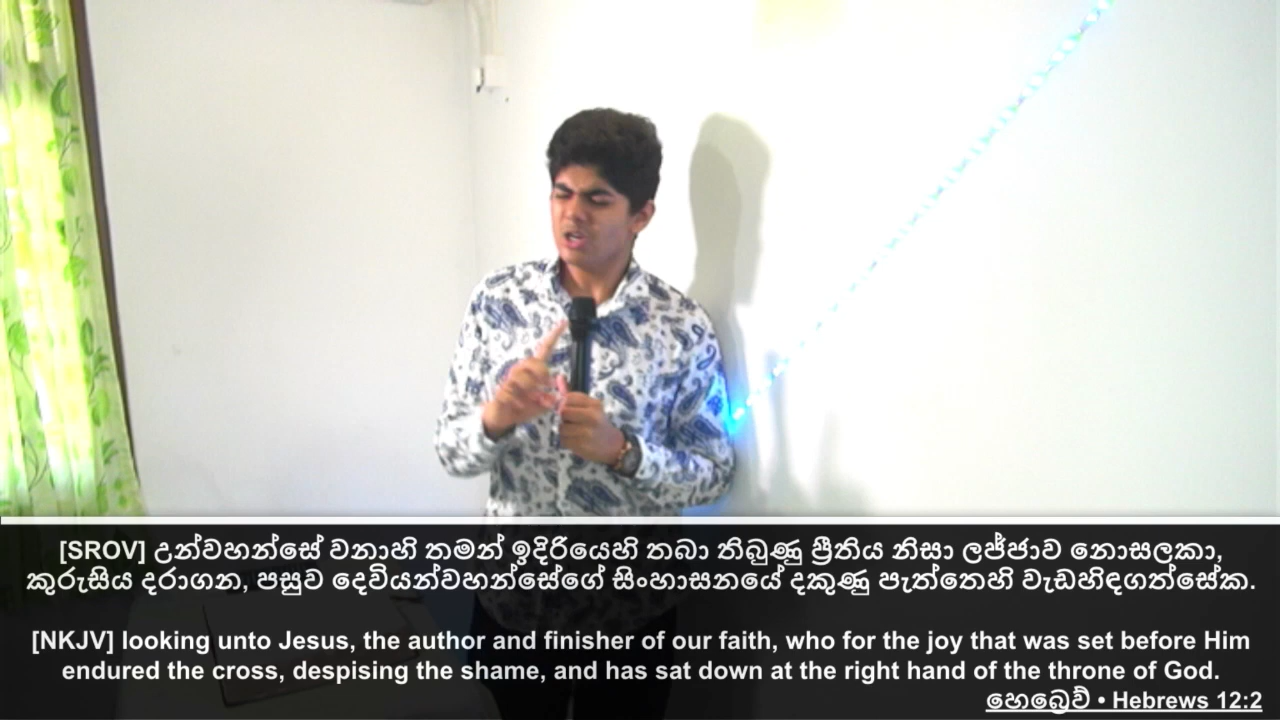 [SROV] උන්වහන්සේ වනාහි තමන් ඉදිරියෙහි තබා තිබුණු ප්‍රීතිය නිසා ලජ්ජාව නොසලකා,
කුරුසිය දරාගන, පසුව දෙවියන්වහන්සේගේ සිංහාසනයේ දකුණු පැත්තෙහි වැඩහිඳගත්සේක.
[NKJV] looking unto Jesus, the author and finisher of our faith, who for the joy that was set before Him
endured the cross, despising the shame, and has sat down at the right hand of the throne of God.
හෙබ්‍රෙව් • Hebrews 12:2